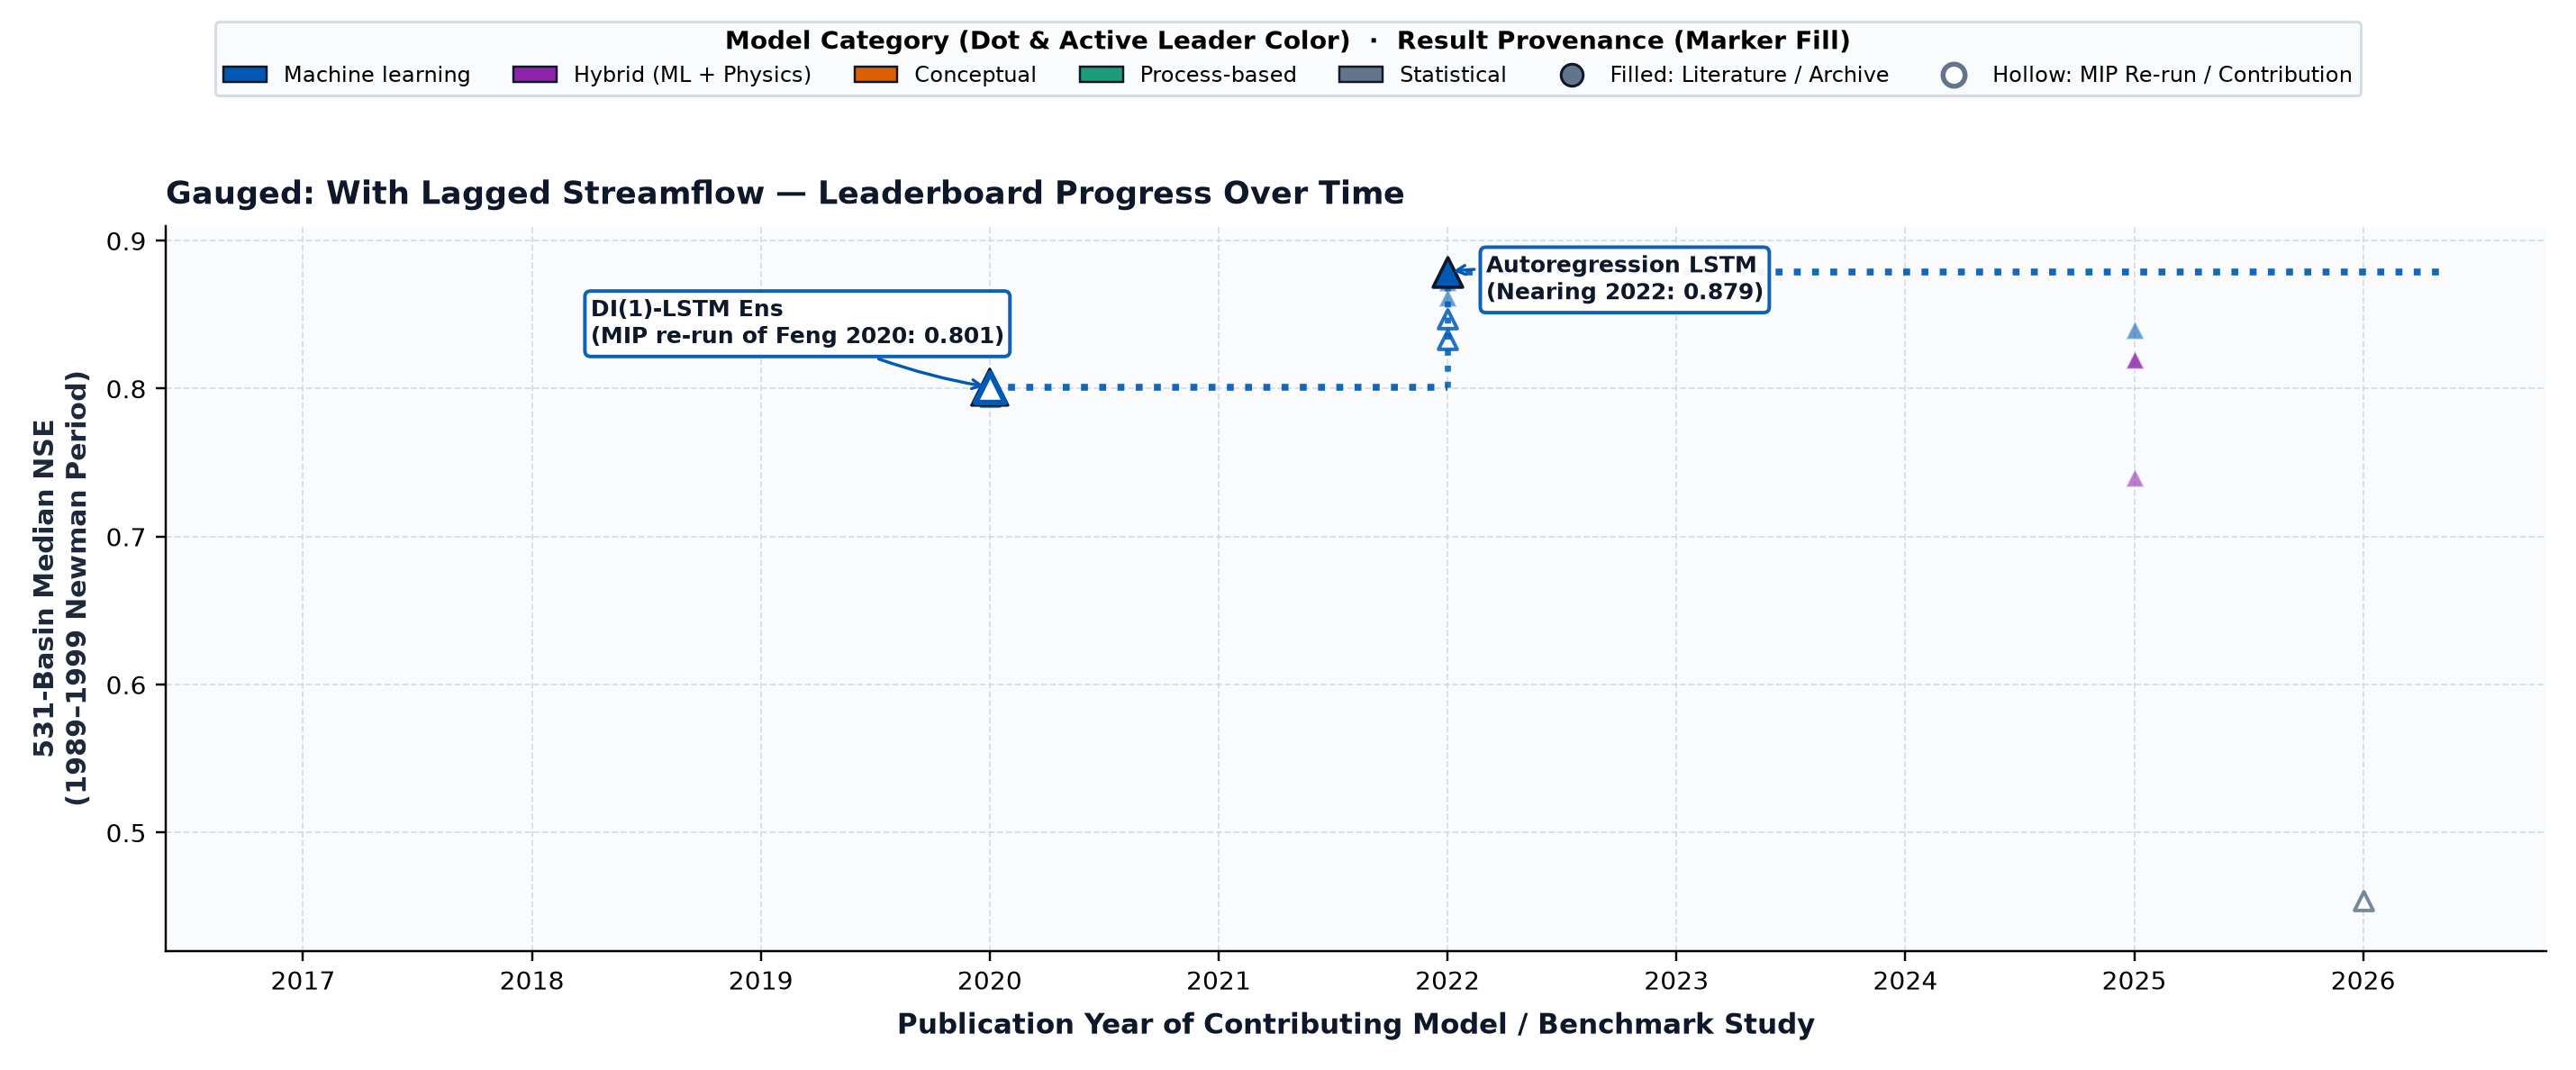 Model Category (Dot & Active Leader Color)  ·  Result Provenance (Marker Fill)
Machine learning
Hybrid (ML + Physics)
Conceptual
Process-based
Statistical
Filled: Literature / Archive
Hollow: MIP Re-run / Contribution
Gauged: With Lagged Streamflow — Leaderboard Progress Over Time
531-Basin Median NSE
(1989–1999 Newman Period)
0.9
0.8
0.7
0.6
0.5
DI(1)-LSTM Ens
(MIP re-run of Feng 2020: 0.801)
Autoregression LSTM
(Nearing 2022: 0.879)
2017
2018
2019
2020
2021
2022
2023
2024
2025
2026
Publication Year of Contributing Model / Benchmark Study